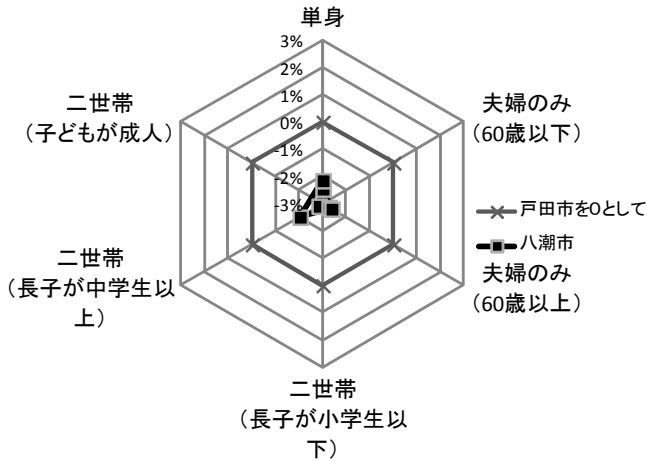 単身
3%
2%
1%
0%
-1%
-2%
-3%
夫婦のみ
（60歳以下）
夫婦のみ
（60歳以上）
二世帯
（長子が小学生以
下）
二世帯
（長子が中学生以
上）
二世帯
（子どもが成人）
戸田市を0として
八潮市